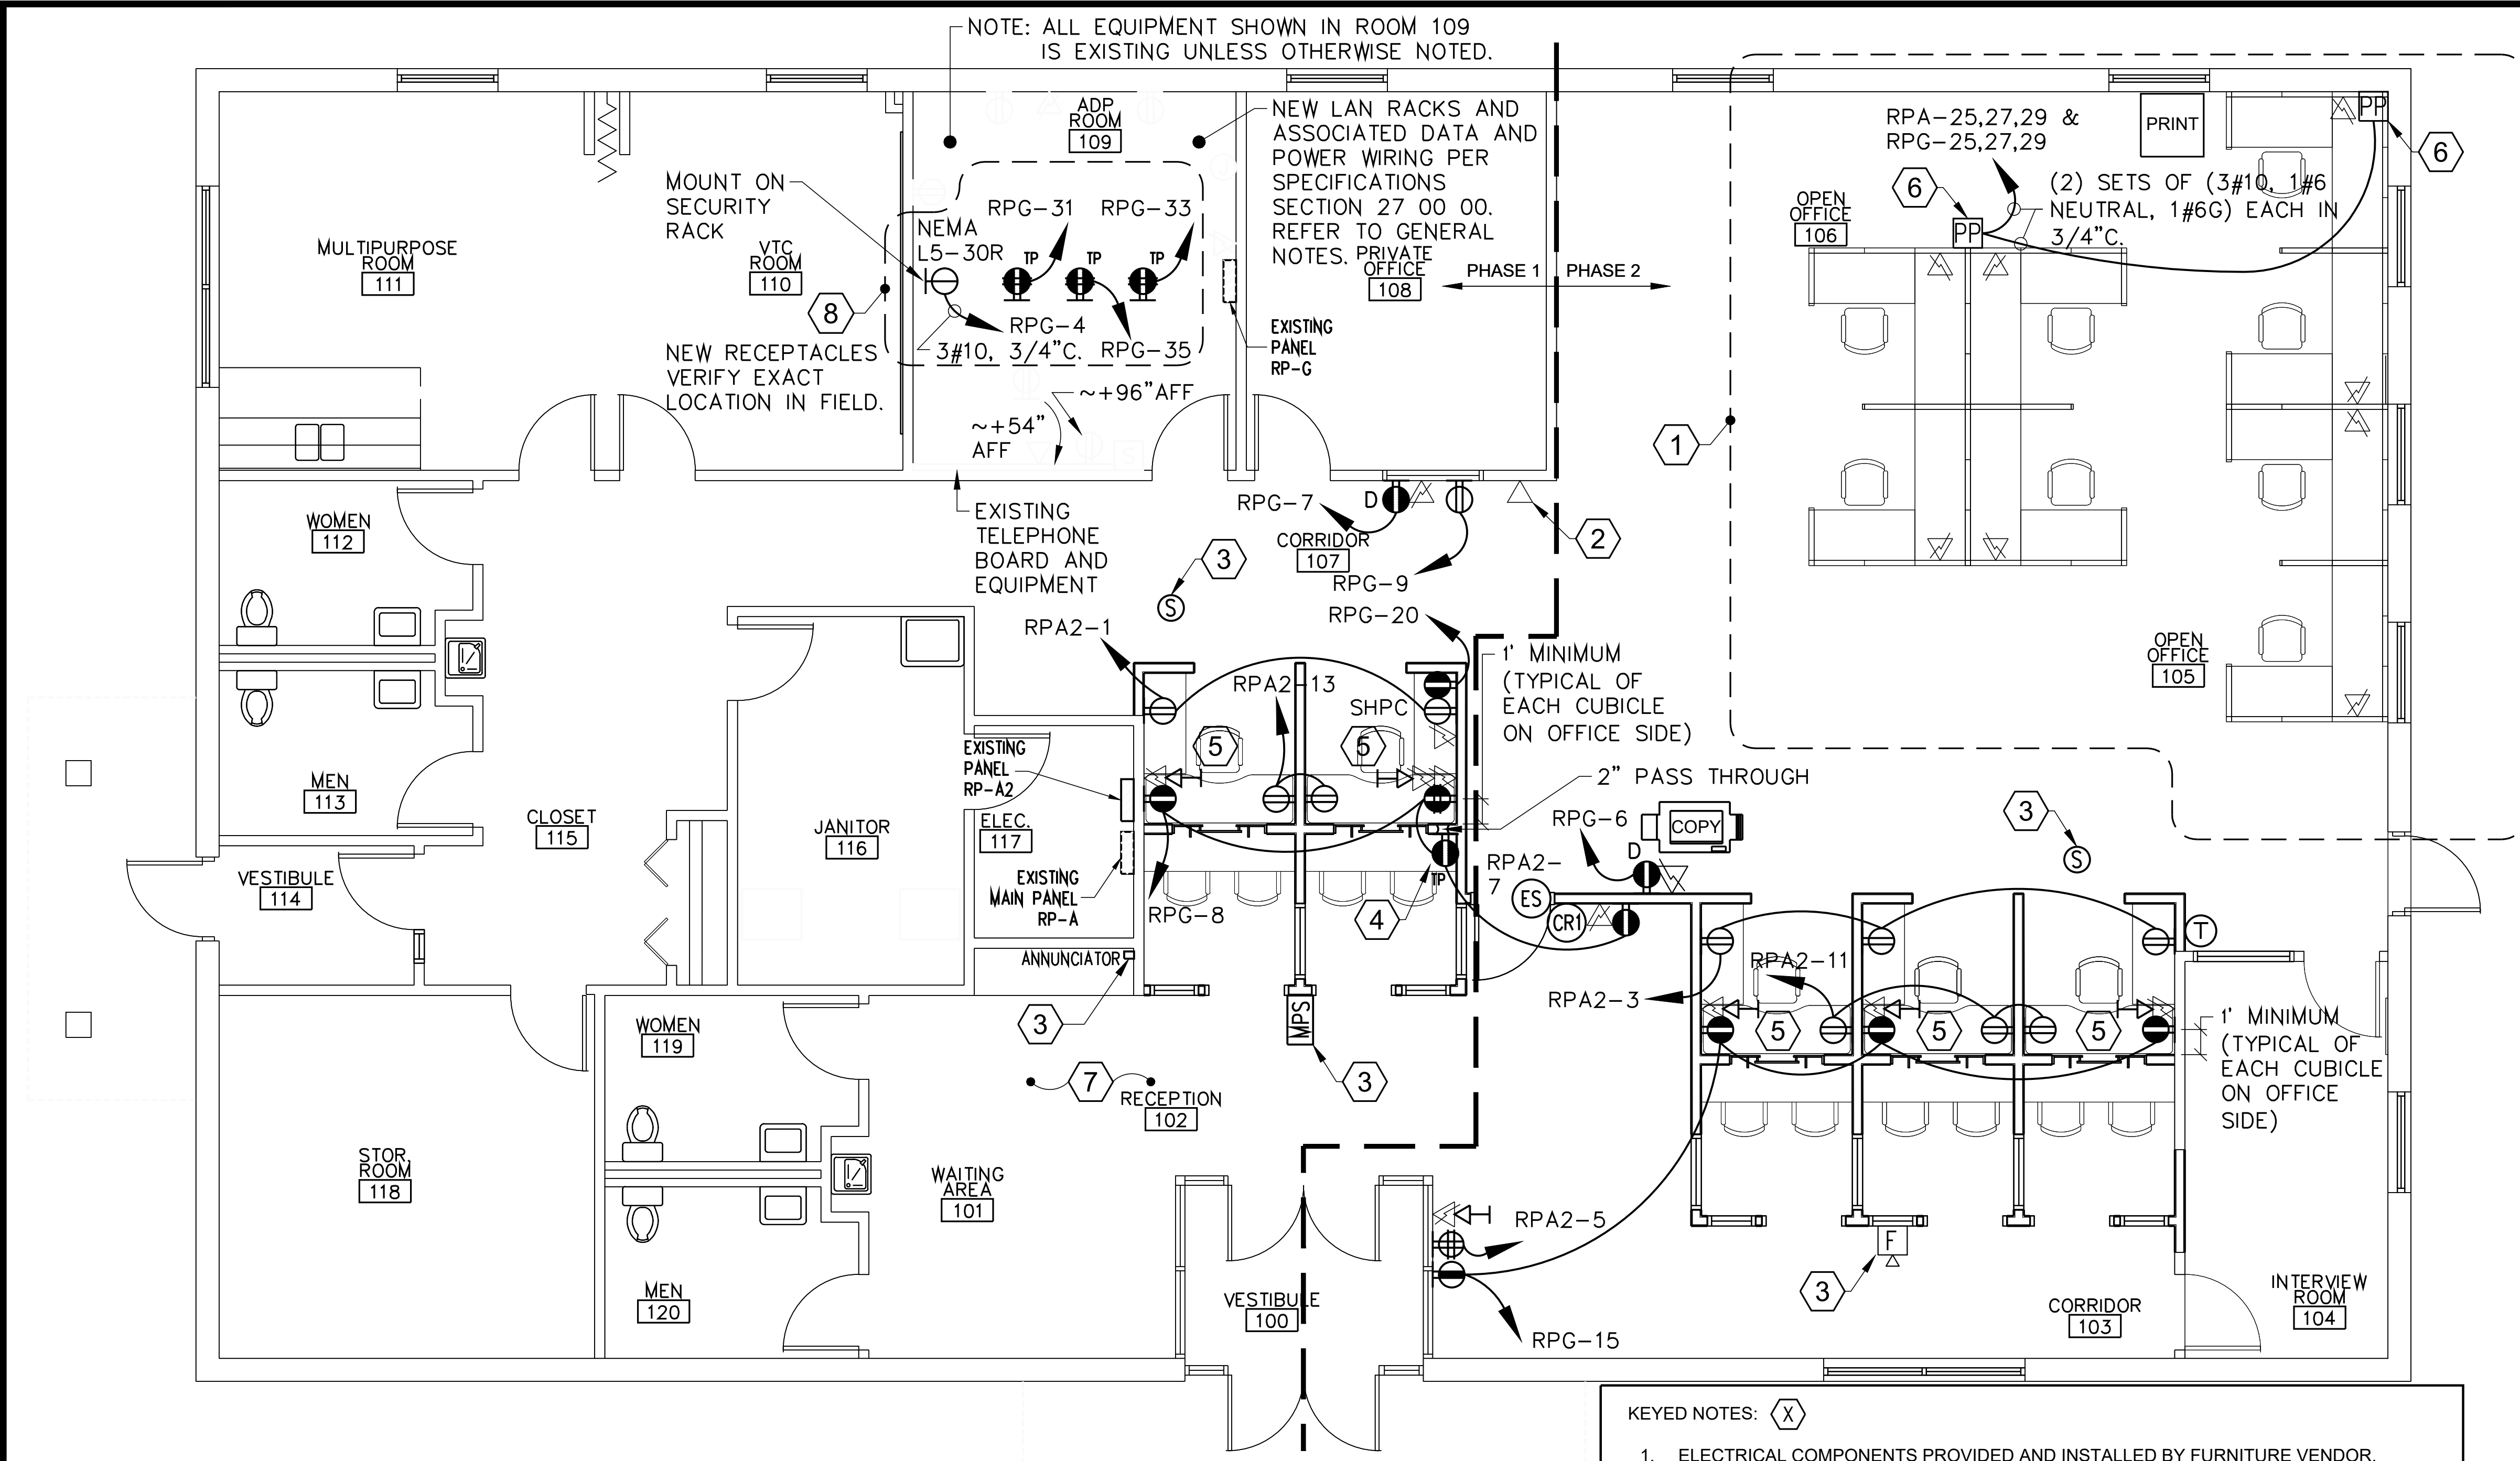 NOTE: ALL EQUIPMENT SHOWN IN ROOM 109
IS EXISTING UNLESS OTHERWISE NOTED.
ADP
ROOM
109
NEW LAN RACKS AND
ASSOCIATED DATA AND
POWER WIRING PER
SPECIFICATIONS
SECTION 27 00 00.
REFER TO GENERAL
NOTES.
PRIVATE
OFFICE
108
PHASE 1
PHASE 2
RPA-25,27,29 &
RPG-25,27,29
PRINT
PP
6
6
(2) SETS OF (3#10, 1#6
NEUTRAL, 1#6G) EACH IN
3/4"C.
OPEN
OFFICE
106
PP
MOUNT ON
SECURITY
RACK
MULTIPURPOSE
ROOM
111
VTC
ROOM
110
8
NEMA
L5-30R
RPG-31
RPG-33
TP
TP
TP
RPG-4
3#10, 3/4"C.
RPG-35
EXISTING
PANEL
RP-G
NEW RECEPTACLES
VERIFY EXACT
LOCATION IN FIELD.
~+96"AFF
~+54"
AFF
S
1
EXISTING
TELEPHONE
BOARD AND
EQUIPMENT
RPG-7
D
2
CORRIDOR
107
RPG-9
3
S
WOMEN
112
RPG-20
RPA2-1
1' MINIMUM
(TYPICAL OF
EACH CUBICLE
ON OFFICE SIDE)
OPEN
OFFICE
105
RPA2-13
SHPC
5
5
EXISTING
PANEL
RP-A2
MEN
113
CLOSET
115
JANITOR
116
ELEC.
117
2" PASS THROUGH
RPG-6
COPY
D
3
S
VESTIBULE
114
EXISTING
MAIN PANEL
RP-A
RPG-8
TP
4
RPA2-
7
ES
CR1
T
ANNUNCIATOR
RPA2-11
RPA2-3
5
5
5
1' MINIMUM
(TYPICAL OF
EACH CUBICLE
ON OFFICE
SIDE)
WOMEN
119
3
MPS
3
7
RECEPTION
102
STOR.
ROOM
118
WAITING
AREA
101
RPA2-5
F
3
MEN
120
VESTIBULE
100
RPG-15
CORRIDOR
103
INTERVIEW
ROOM
104
KEYED NOTES: X
1. ELECTRICAL COMPONENTS PROVIDED AND INSTALLED BY FURNITURE VENDOR.